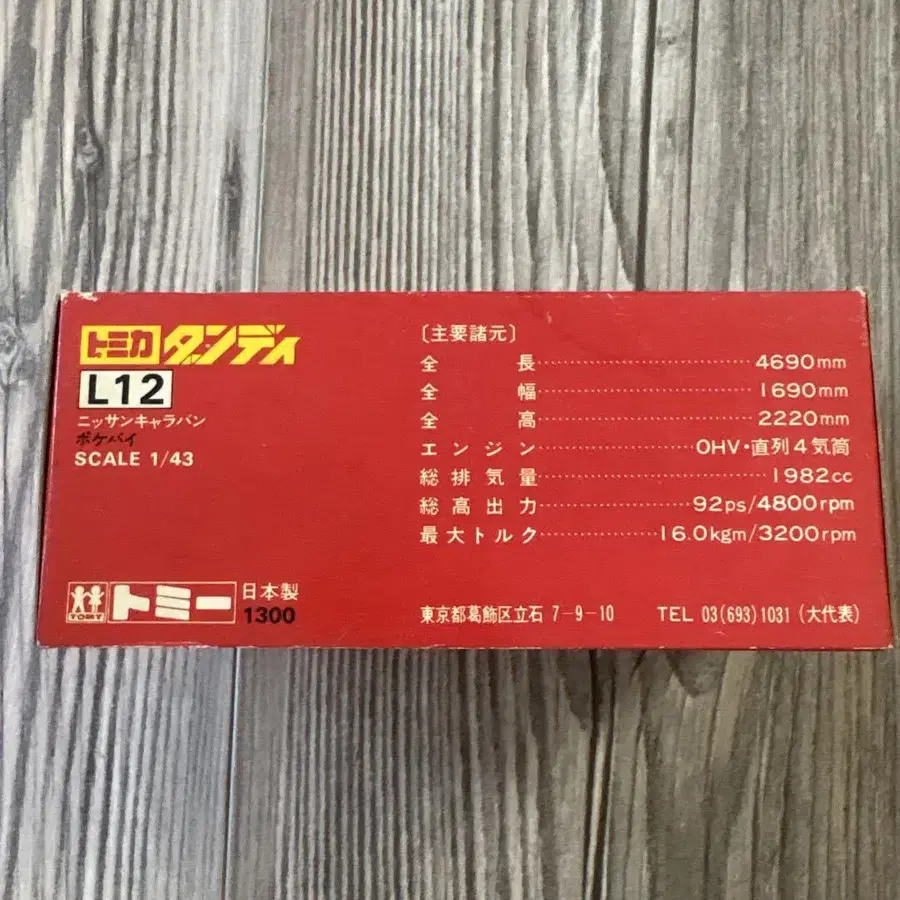 トミカ ダンディ
L12
ニッサンキャラバン
ポケバイ
SCALE 1/43
〔主要諸元〕
全長…………4690mm
全幅…………1690mm
全高…………2220mm
エンジン…………OHV・直列4気筒
総排気量…………1982cc
総高出力…………92ps/4800rpm
最大トルク…………16.0kgm/3200rpm
TOMY トミー 日本製
1300
東京都葛飾区立石 7-9-10 TEL 03(693)1031 (大代表)